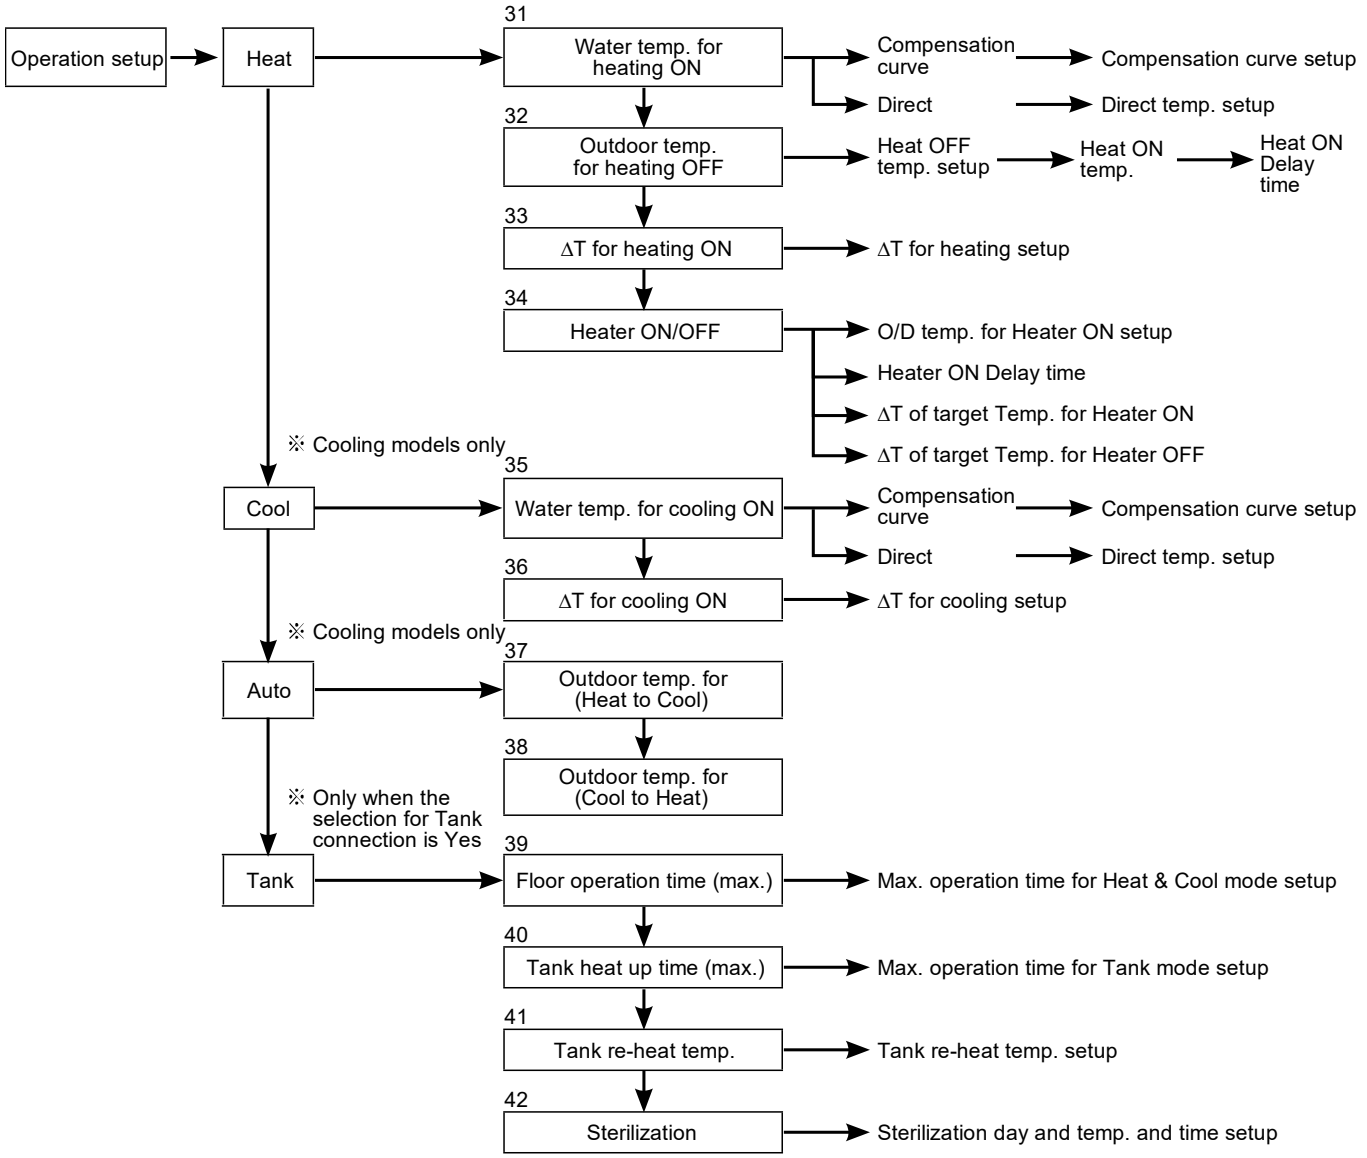 31
Operation setup
Heat
Water temp. for
heating ON
Compensation
curve
Compensation curve setup
Direct
Direct temp. setup
32
Outdoor temp.
for heating OFF
Heat OFF
temp. setup
Heat ON
temp.
Heat ON
Delay
time
33
ΔT for heating ON
ΔT for heating setup
34
Heater ON/OFF
O/D temp. for Heater ON setup
Heater ON Delay time
ΔT of target Temp. for Heater ON
ΔT of target Temp. for Heater OFF
※ Cooling models only
35
Cool
Water temp. for cooling ON
Compensation
curve
Compensation curve setup
Direct
Direct temp. setup
36
ΔT for cooling ON
ΔT for cooling setup
※ Cooling models only
37
Auto
Outdoor temp. for
(Heat to Cool)
38
Outdoor temp. for
(Cool to Heat)
※ Only when the
selection for Tank
connection is Yes
39
Tank
Floor operation time (max.)
Max. operation time for Heat & Cool mode setup
40
Tank heat up time (max.)
Max. operation time for Tank mode setup
41
Tank re-heat temp.
Tank re-heat temp. setup
42
Sterilization
Sterilization day and temp. and time setup